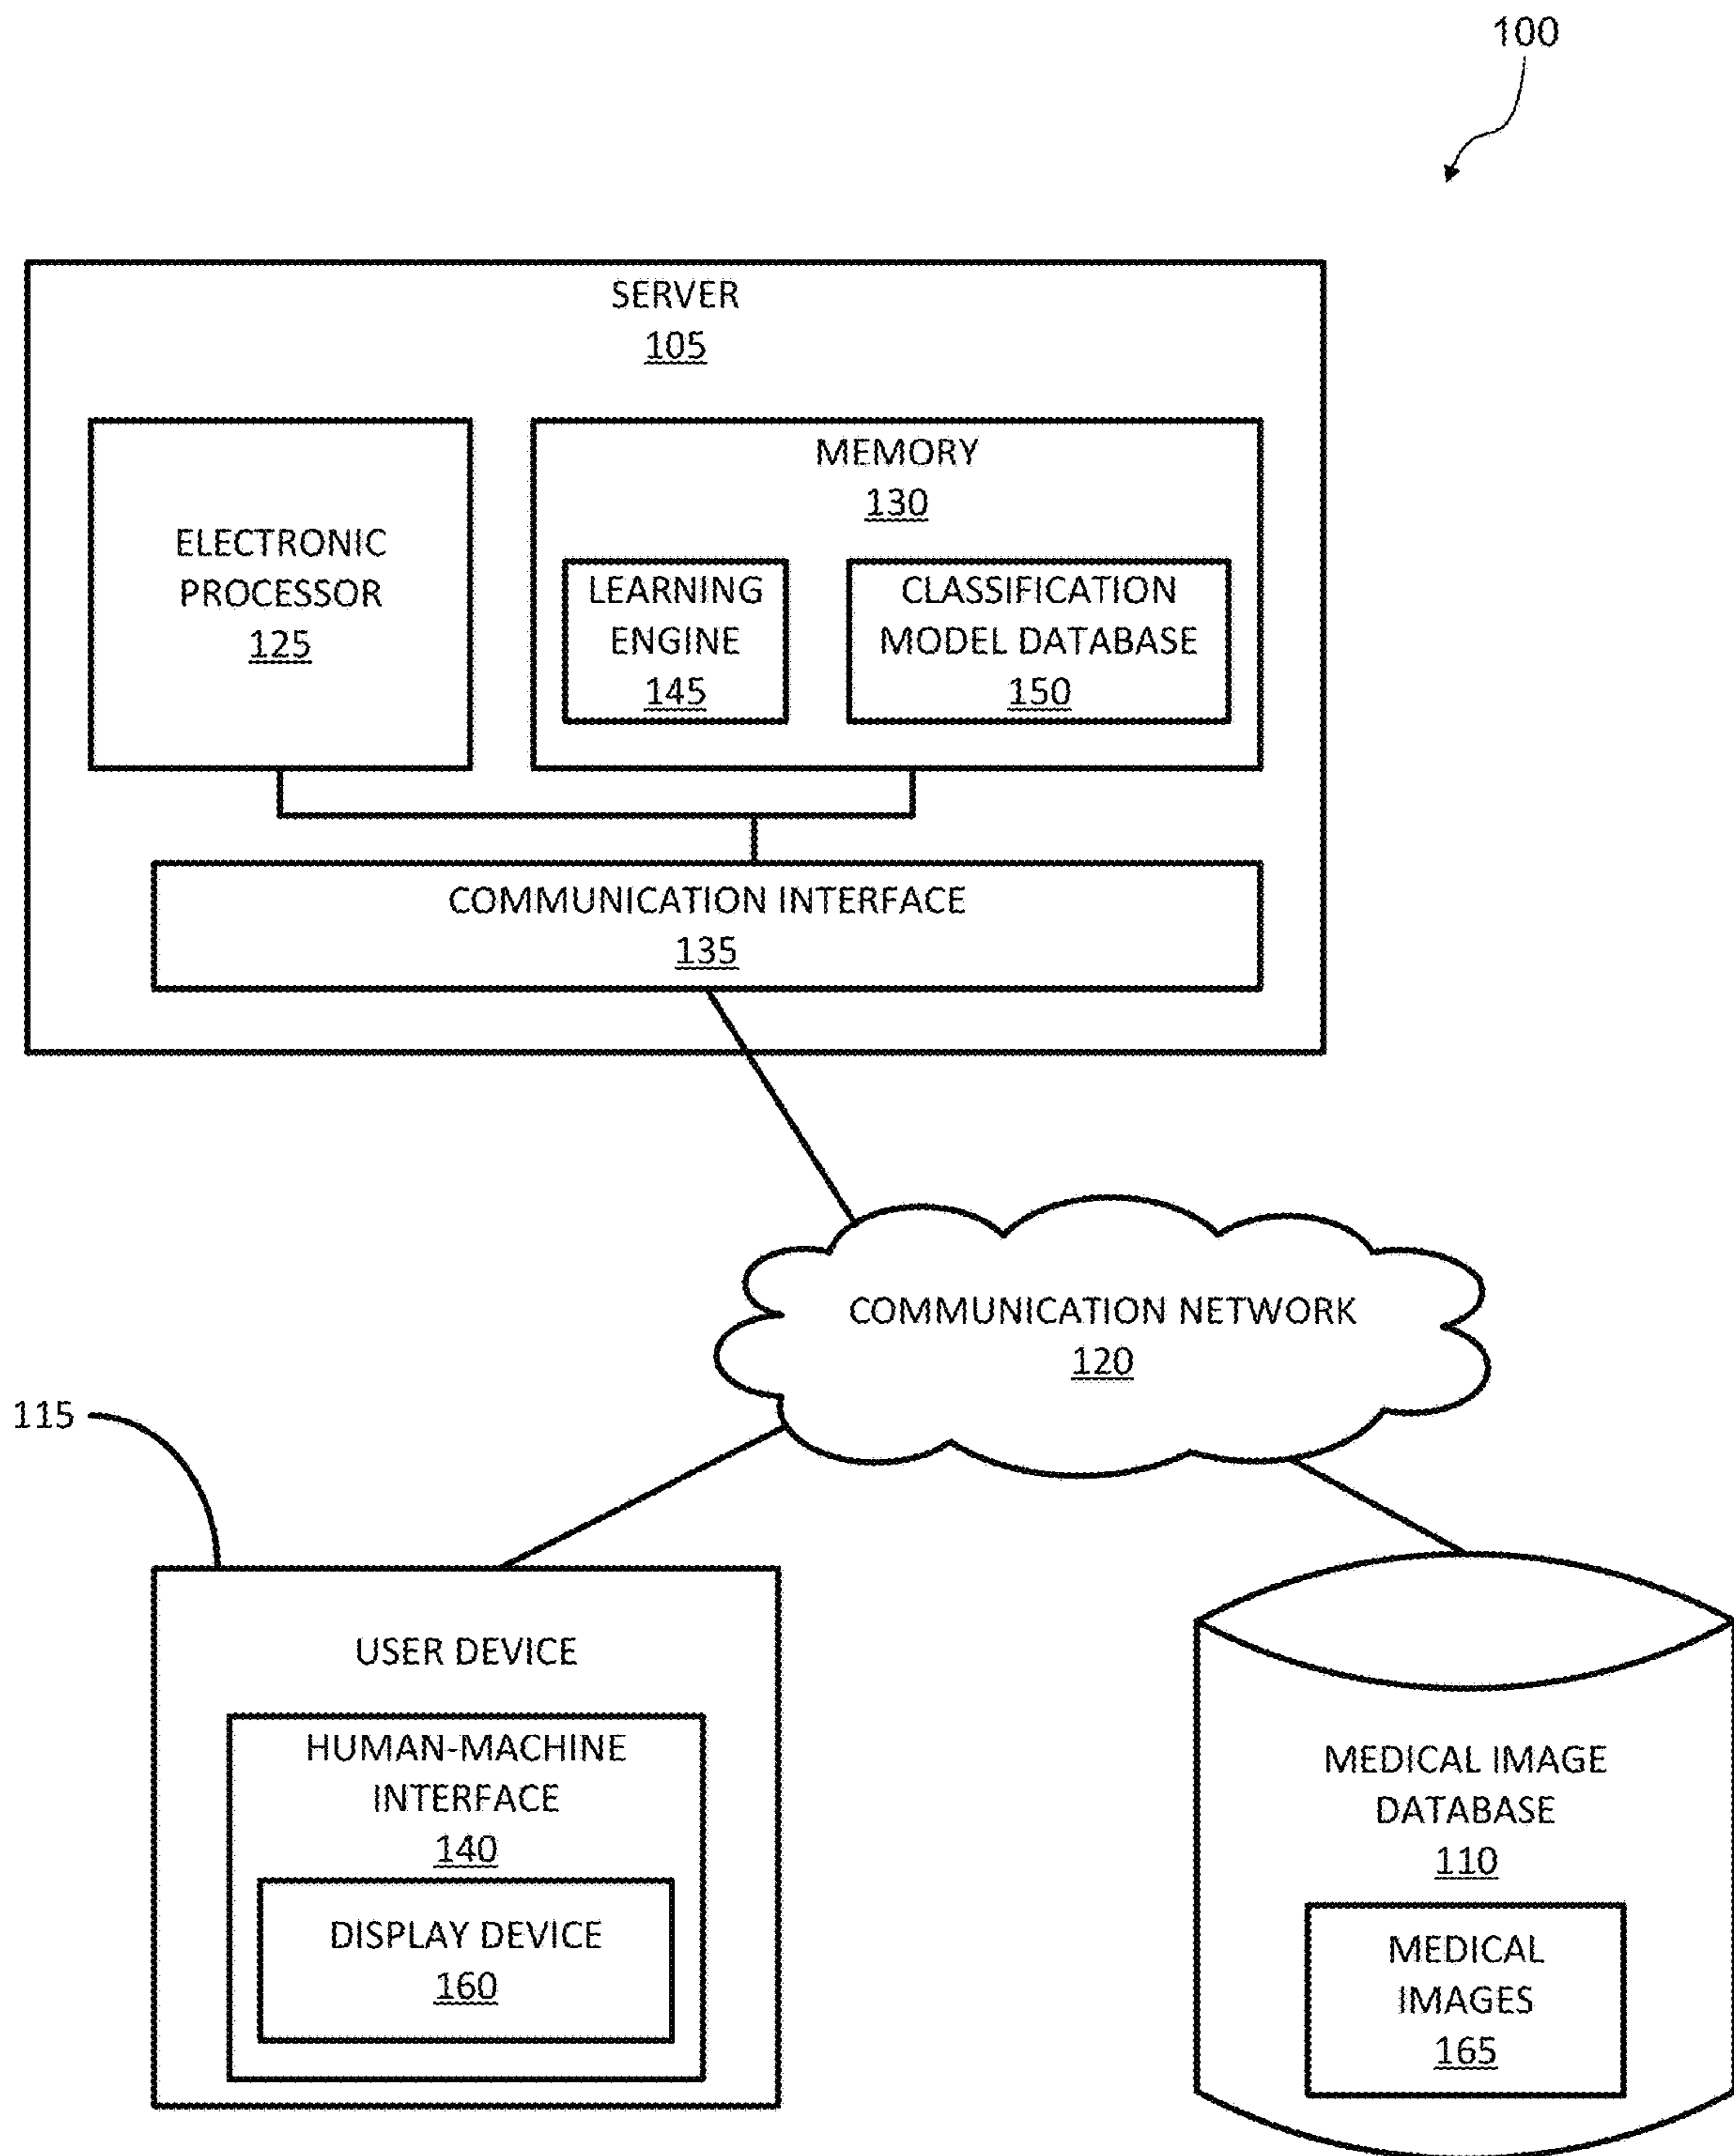 100
SERVER
105
ELECTRONIC
PROCESSOR
125
MEMORY
130
LEARNING
ENGINE
145
CLASSIFICATION
MODEL DATABASE
150
COMMUNICATION INTERFACE
135
COMMUNICATION NETWORK
120
115
USER DEVICE
HUMAN-MACHINE
INTERFACE
140
DISPLAY DEVICE
160
MEDICAL IMAGE
DATABASE
110
MEDICAL
IMAGES
165